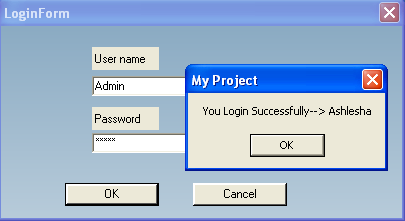 LoginForm
User name
Admin
My Project
You Login Successfully--> Ashlesha
OK
Password
*****
OK
Cancel